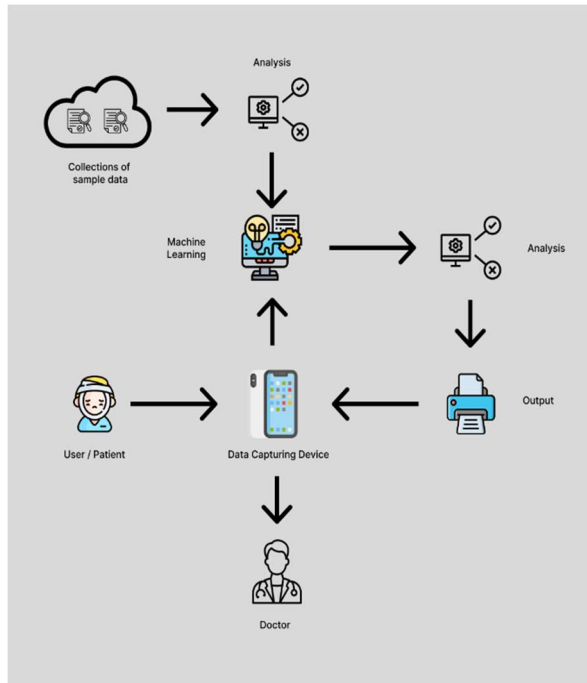 Analysis
Collections of
sample data
Machine
Learning
Analysis
Output
User / Patient
Data Capturing Device
Doctor